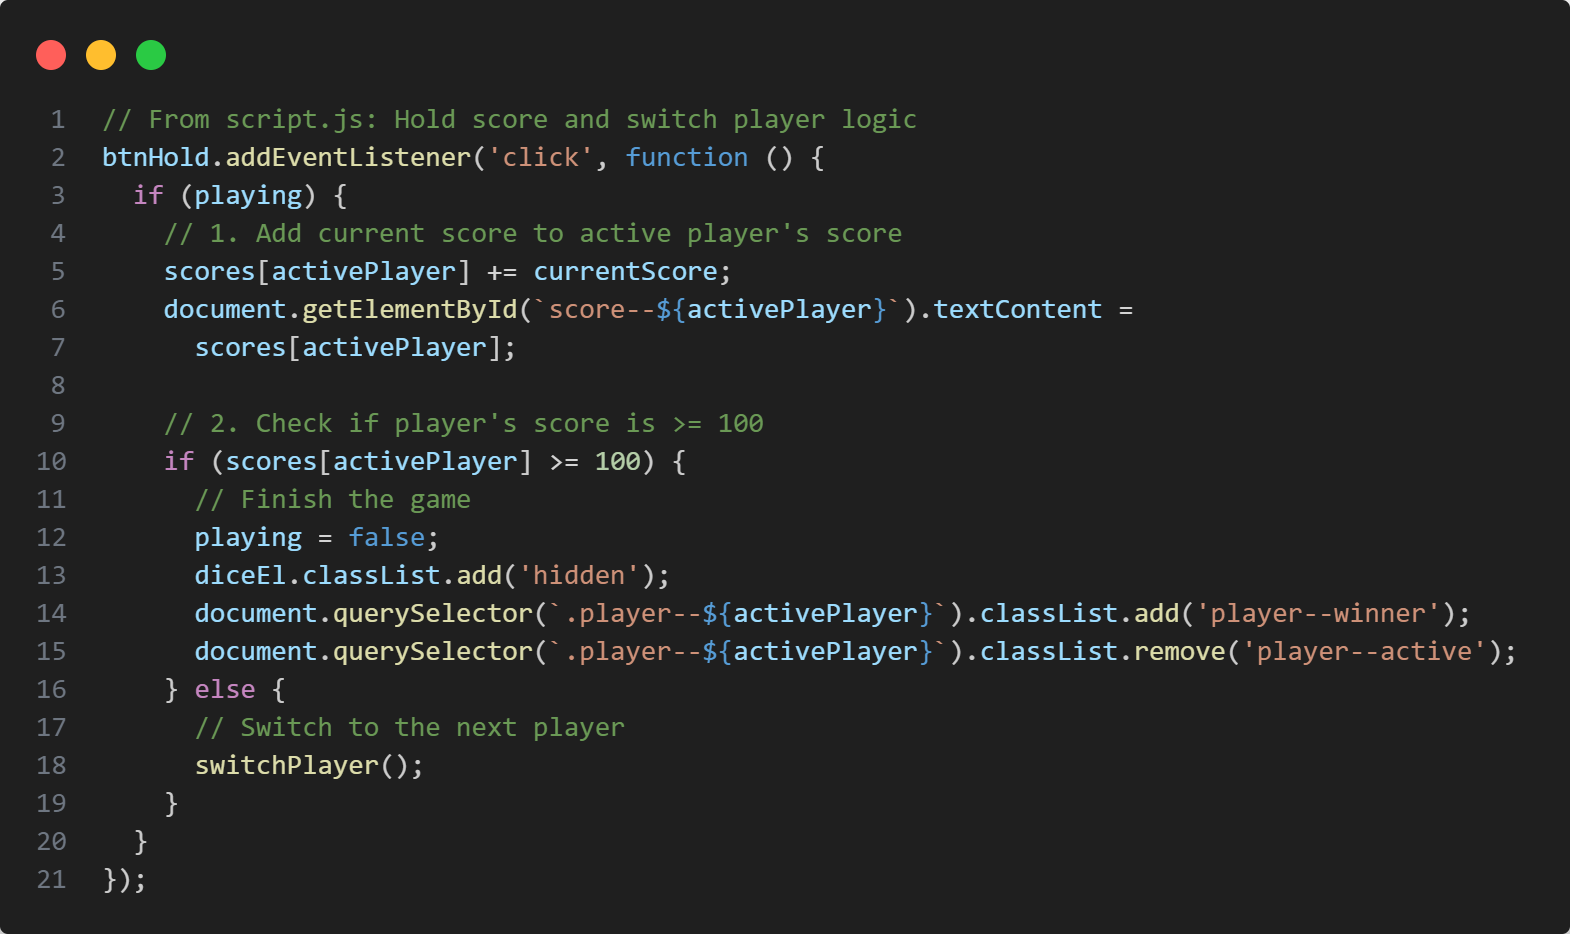 1 // From script.js: Hold score and switch player logic
2 btnHold.addEventListener('click', function () {
3   if (playing) {
4     // 1. Add current score to active player's score
5     scores[activePlayer] += currentScore;
6     document.getElementById(`score--${activePlayer}`).textContent =
7       scores[activePlayer];
8
9     // 2. Check if player's score is >= 100
10     if (scores[activePlayer] >= 100) {
11       // Finish the game
12       playing = false;
13       diceEl.classList.add('hidden');
14       document.querySelector(`.player--${activePlayer}`).classList.add('player--winner');
15       document.querySelector(`.player--${activePlayer}`).classList.remove('player--active');
16     } else {
17       // Switch to the next player
18       switchPlayer();
19     }
20   }
21 });